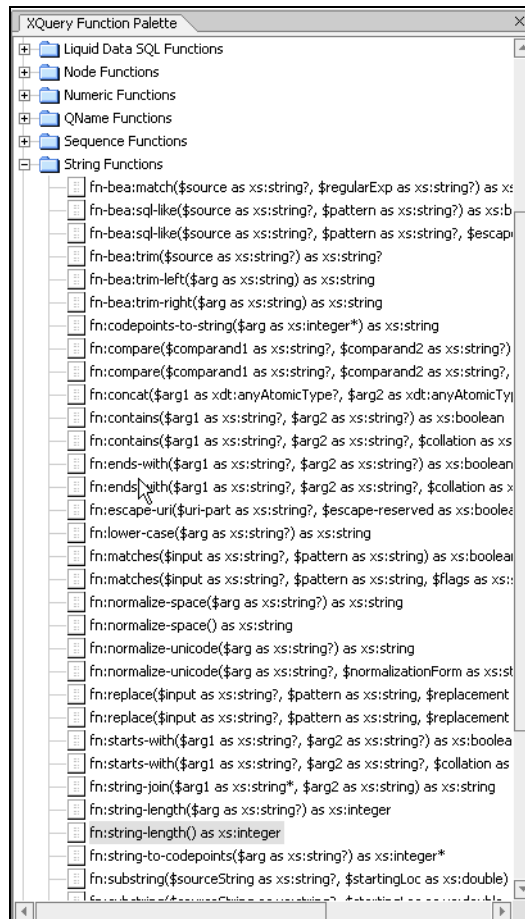 XQuery Function Palette
Liquid Data SQL Functions
Node Functions
Numeric Functions
QName Functions
Sequence Functions
String Functions
fn-bea:match($source as xs:string?, $regularExp as xs:string?) as xs
fn-bea:sql-like($source as xs:string?, $pattern as xs:string?) as xs:b
fn-bea:sql-like($source as xs:string?, $pattern as xs:string?, $escap
fn-bea:trim($source as xs:string?) as xs:string?
fn-bea:trim-left($arg as xs:string) as xs:string
fn-bea:trim-right($arg as xs:string) as xs:string
fn:codepoints-to-string($arg as xs:integer*) as xs:string
fn:compare($comparand1 as xs:string?, $comparand2 as xs:string?)
fn:compare($comparand1 as xs:string?, $comparand2 as xs:string?,
fn:concat($arg1 as xdt:anyAtomicType?, $arg2 as xdt:anyAtomicTy
fn:contains($arg1 as xs:string?, $arg2 as xs:string?) as xs:boolean
fn:contains($arg1 as xs:string?, $arg2 as xs:string?, $collation as xs
fn:ends-with($arg1 as xs:string?, $arg2 as xs:string?) as xs:boolean
fn:ends-with($arg1 as xs:string?, $arg2 as xs:string?, $collation as x
fn:escape-uri($uri-part as xs:string?, $escape-reserved as xs:boolea
fn:lower-case($arg as xs:string?) as xs:string
fn:matches($input as xs:string?, $pattern as xs:string) as xs:boolean
fn:matches($input as xs:string?, $pattern as xs:string, $flags as xs:s
fn:normalize-space($arg as xs:string?) as xs:string
fn:normalize-space() as xs:string
fn:normalize-unicode($arg as xs:string?) as xs:string
fn:normalize-unicode($arg as xs:string?, $normalizationForm as xs:st
fn:replace($input as xs:string?, $pattern as xs:string, $replacement
fn:replace($input as xs:string?, $pattern as xs:string, $replacement
fn:starts-with($arg1 as xs:string?, $arg2 as xs:string?) as xs:boolea
fn:starts-with($arg1 as xs:string?, $arg2 as xs:string?, $collation as
fn:string-join($arg1 as xs:string*, $arg2 as xs:string) as xs:string
fn:string-length($arg as xs:string?) as xs:integer
fn:string-length() as xs:integer
fn:string-to-codepoints($arg as xs:string?) as xs:integer*
fn:substring($sourceString as xs:string?, $startingLoc as xs:double)